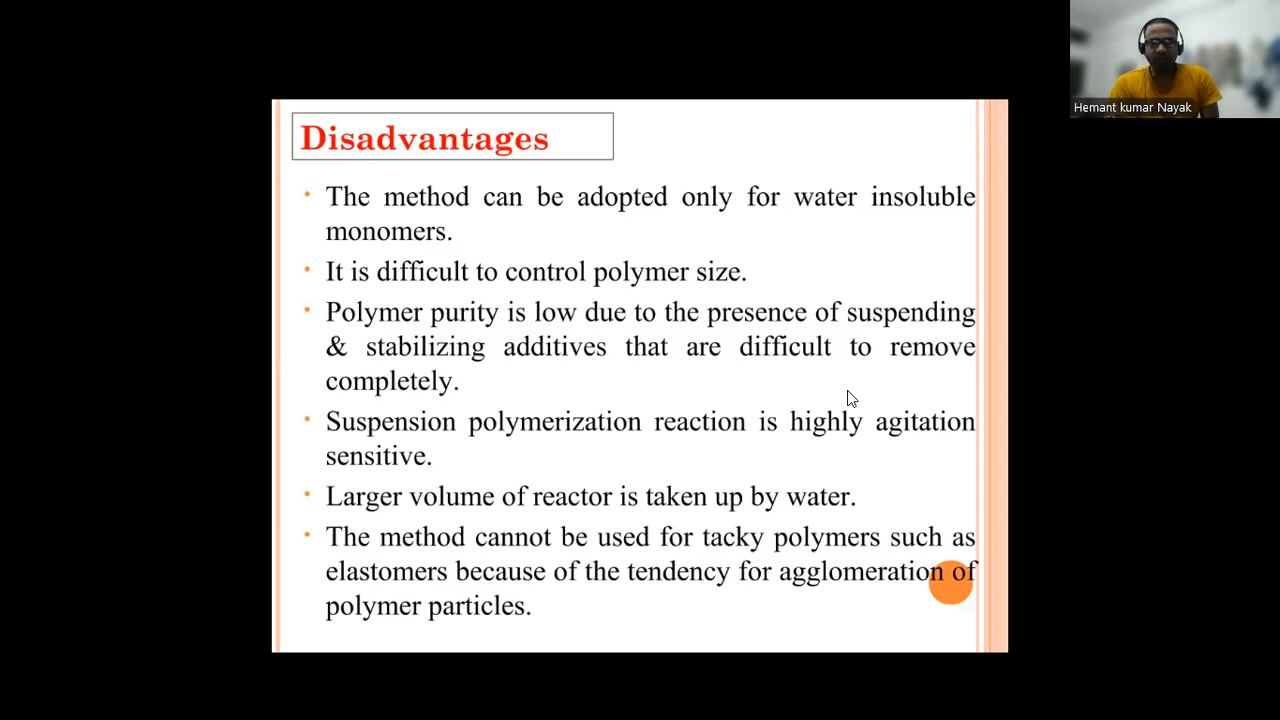 Hemant kumar Nayak
Disadvantages
• The method can be adopted only for water insoluble
monomers.
• It is difficult to control polymer size.
• Polymer purity is low due to the presence of suspending
& stabilizing additives that are difficult to remove
completely.
• Suspension polymerization reaction is highly agitation
sensitive.
• Larger volume of reactor is taken up by water.
• The method cannot be used for tacky polymers such as
elastomers because of the tendency for agglomeration of
polymer particles.